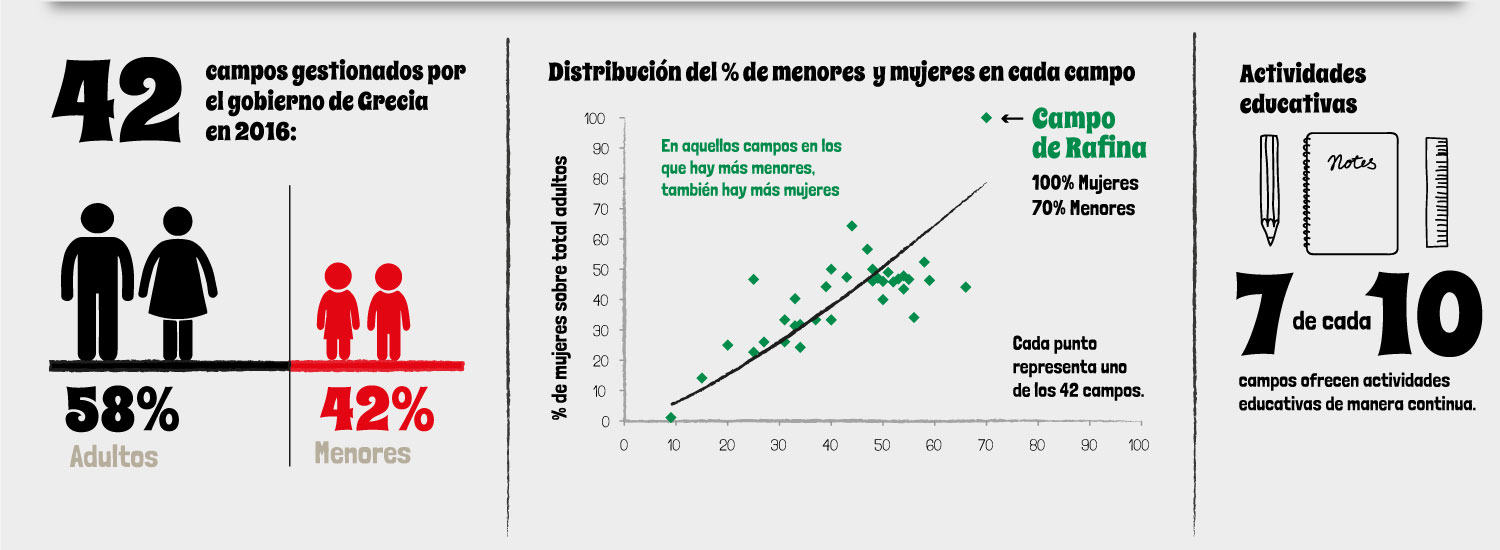 42
campos gestionados por
el gobierno de Grecia
en 2016:
58%
Adultos
42%
Menores
Distribución del % de menores y mujeres en cada campo
% de mujeres sobre total adultos
100
90
80
70
60
50
40
30
20
10
0
0 10 20 30 40 50 60 70 80 90 100
En aquellos campos en los
que hay más menores,
también hay más mujeres
Campo
de Rafina
100% Mujeres
70% Menores
Cada punto
representa uno
de los 42 campos.
Actividades
educativas
Notes
7 de cada 10
campos ofrecen actividades
educativas de manera continua.